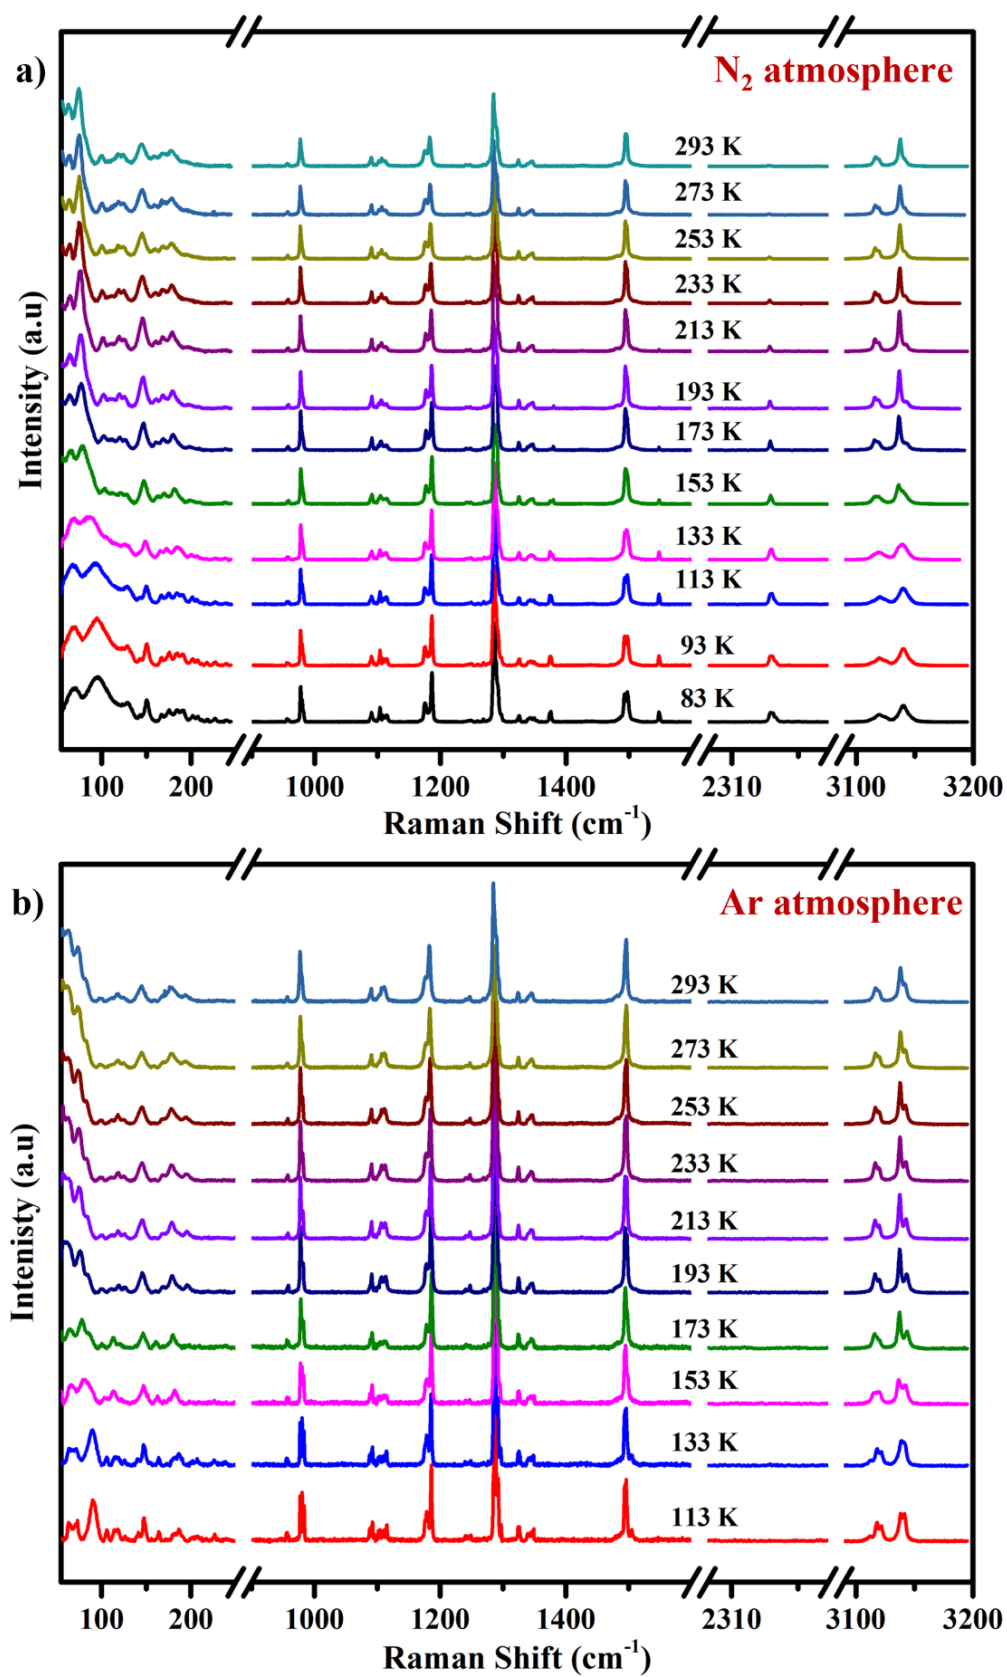 a)
N₂ atmosphere
293 K
273 K
253 K
233 K
213 K
193 K
173 K
153 K
133 K
113 K
93 K
83 K
Intensity (a.u)
100 200 1000 1200 1400 2310 3100 3200
Raman Shift (cm⁻¹)
b)
Ar atmosphere
293 K
273 K
253 K
233 K
213 K
193 K
173 K
153 K
133 K
113 K
Intenisty (a.u)
100 200 1000 1200 1400 2310 3100 3200
Raman Shift (cm⁻¹)